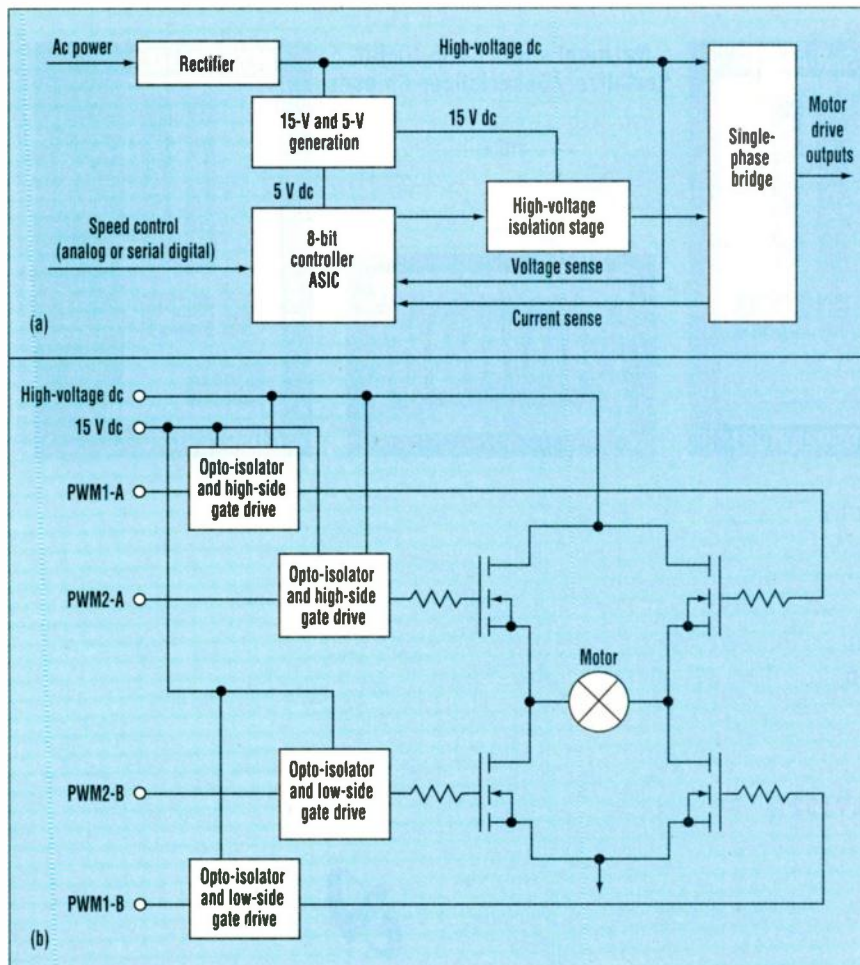 Ac power
Rectifier
High-voltage dc
15-V and 5-V
generation
15 V dc
Single-
phase
bridge
Motor
drive
outputs
5 V dc
Speed control
(analog or serial digital)
8-bit
controller
ASIC
High-voltage
isolation stage
Voltage sense
Current sense
(a)
High-voltage dc
15 V dc
PWM1-A
Opto-isolator
and high-side
gate drive
PWM2-A
Opto-isolator
and high-side
gate drive
Motor
PWM2-B
Opto-isolator
and low-side
gate drive
PWM1-B
Opto-isolator
and low-side
gate drive
(b)